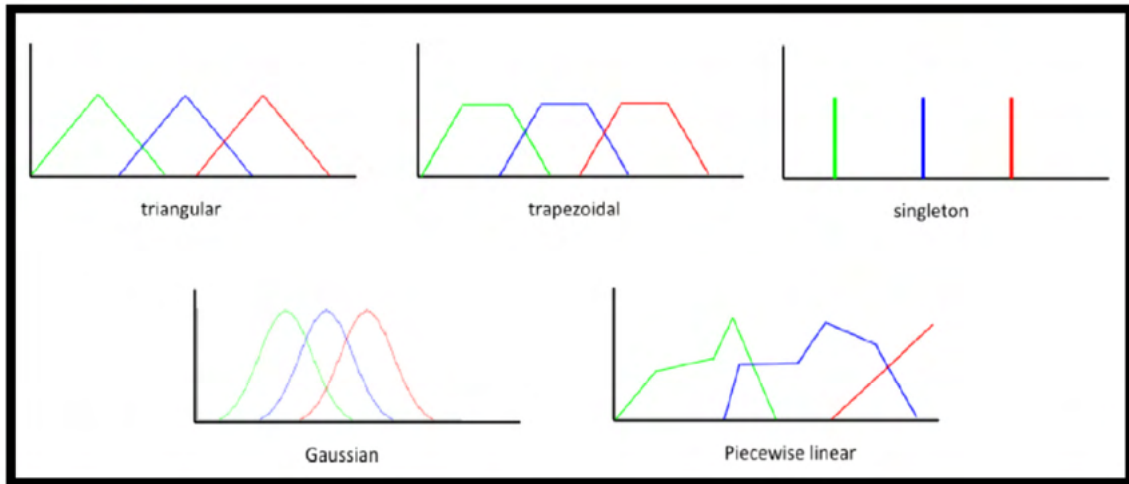 triangular
trapezoidal
singleton
Gaussian
Piecewise linear